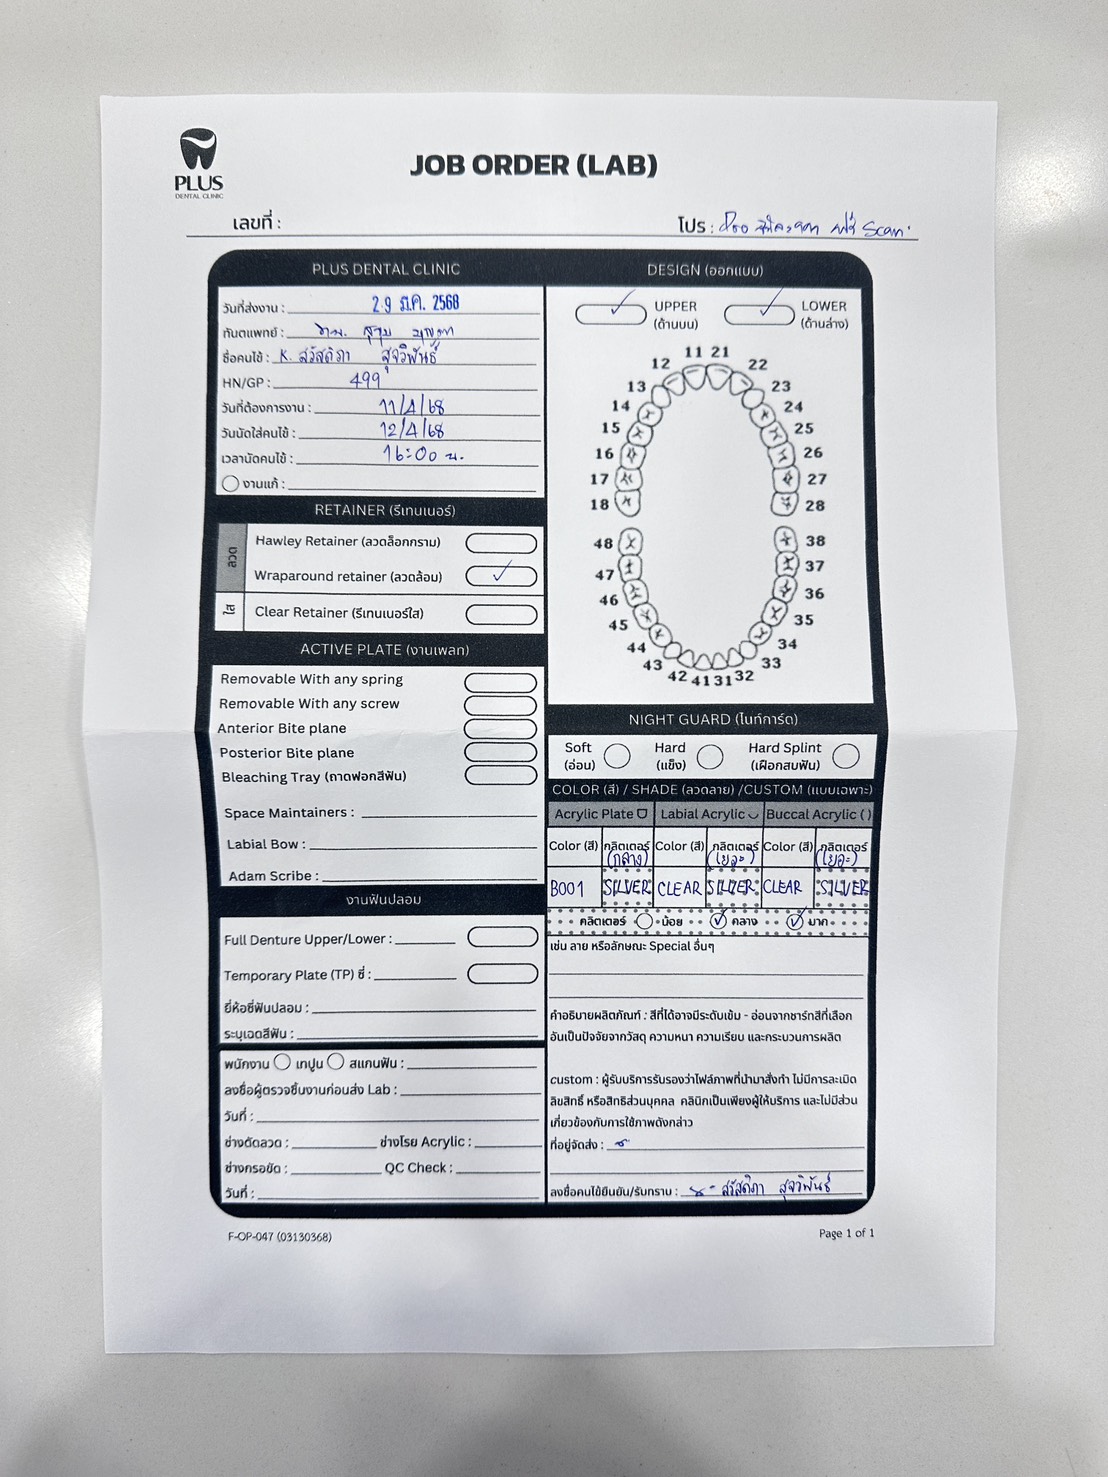 PLUS
DENTAL CLINIC
JOB ORDER (LAB)
เลขที่ :
โปร : Scan
PLUS DENTAL CLINIC
วันที่ส่งงาน : 29 มี.ค. 2568
ทันตแพทย์ :
ชื่อคนไข้ : K. สวัสดิภา สุจวิพันธ์
HN/GP : 499
วันที่ต้องการงาน : 11/4/68
วันนัดใส่คนไข้ : 12/4/68
เวลานัดคนไข้ : 16:00 น.
งานแก้ :
RETAINER (รีเทนเนอร์)
ลวด
Hawley Retainer (ลวดล็อกกราม)
Wraparound retainer (ลวดล้อม) ✓
ใส
Clear Retainer (รีเทนเนอร์ใส)
ACTIVE PLATE (งานเพลท)
Removable With any spring
Removable With any screw
Anterior Bite plane
Posterior Bite plane
Bleaching Tray (ถาดฟอกสีฟัน)
Space Maintainers :
Labial Bow :
Adam Scribe :
งานฟันปลอม
Full Denture Upper/Lower :
Temporary Plate (TP) ซี่ :
ยี่ห้อซี่ฟันปลอม :
ระบุเฉดสีฟัน :
พนักงาน เทปูน สแกนฟัน :
ลงชื่อผู้ตรวจชิ้นงานก่อนส่ง Lab :
วันที่ :
ช่างดัดลวด : ช่างโรย Acrylic :
ช่างกรอขัด : QC Check :
วันที่ :
DESIGN (ออกแบบ)
✓ UPPER (ด้านบน) ✓ LOWER (ด้านล่าง)
11 21
12 22
13 23
14 24
15 25
16 26
17 27
18 28
48 38
47 37
46 36
45 35
44 34
43 33
42 41 31 32
NIGHT GUARD (ไนท์การ์ด)
Soft (อ่อน) Hard (แข็ง) Hard Splint (เฝือกสบฟัน)
COLOR (สี) / SHADE (ลวดลาย) /CUSTOM (แบบเฉพาะ)
Acrylic Plate Labial Acrylic Buccal Acrylic ( )
Color (สี) กลิตเตอร์ Color (สี) กลิตเตอร์ Color (สี) กลิตเตอร์
(กลาง) (เยอะ) (เยอะ)
B001 SILVER CLEAR SILVER CLEAR SILVER
กลิตเตอร์ น้อย ✓ กลาง ✓ มาก
เช่น ลาย หรือลักษณะ Special อื่นๆ
คำอธิบายผลิตภัณฑ์ : สีที่ได้อาจมีระดับเข้ม - อ่อนจากชาร์ทสีที่เลือก
อันเป็นปัจจัยจากวัสดุ ความหนา ความเรียบ และกระบวนการผลิต
custom : ผู้รับบริการรับรองว่าไฟล์ภาพที่นำมาสั่งทำ ไม่มีการละเมิด
ลิขสิทธิ์ หรือสิทธิส่วนบุคคล คลินิกเป็นเพียงผู้ให้บริการ และไม่มีส่วน
เกี่ยวข้องกับการใช้ภาพดังกล่าว
ที่อยู่จัดส่ง :
ลงชื่อคนไข้ยืนยัน/รับทราบ : สวัสดิภา สุจวิพันธ์
F-OP-047 (03130368)
Page 1 of 1